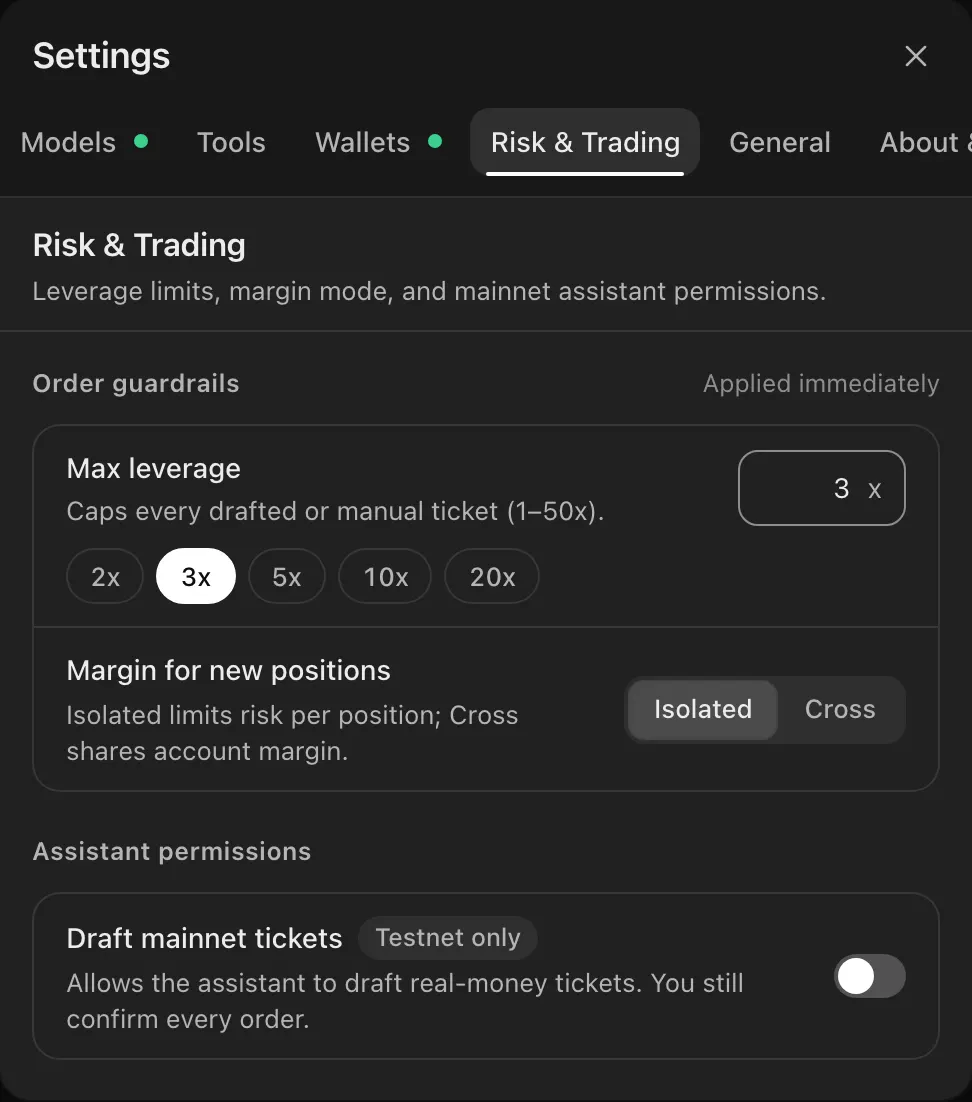 Settings
Models
Tools
Wallets
Risk & Trading
General
About &
Risk & Trading
Leverage limits, margin mode, and mainnet assistant permissions.
Order guardrails
Applied immediately
Max leverage
3 x
Caps every drafted or manual ticket (1–50x).
2x
3x
5x
10x
20x
Margin for new positions
Isolated limits risk per position; Cross
shares account margin.
Isolated
Cross
Assistant permissions
Draft mainnet tickets
Testnet only
Allows the assistant to draft real-money tickets. You still
confirm every order.